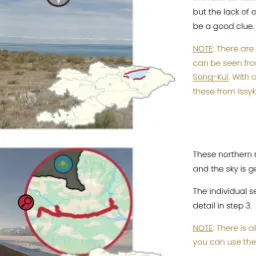 but the lack of
be a good clue.
NOTE: There are
can be seen fro
Song-Kul. With
these from Issyk
These northern
and the sky is g
The individual se
detail in step 3.
NOTE: There is al
you can use the